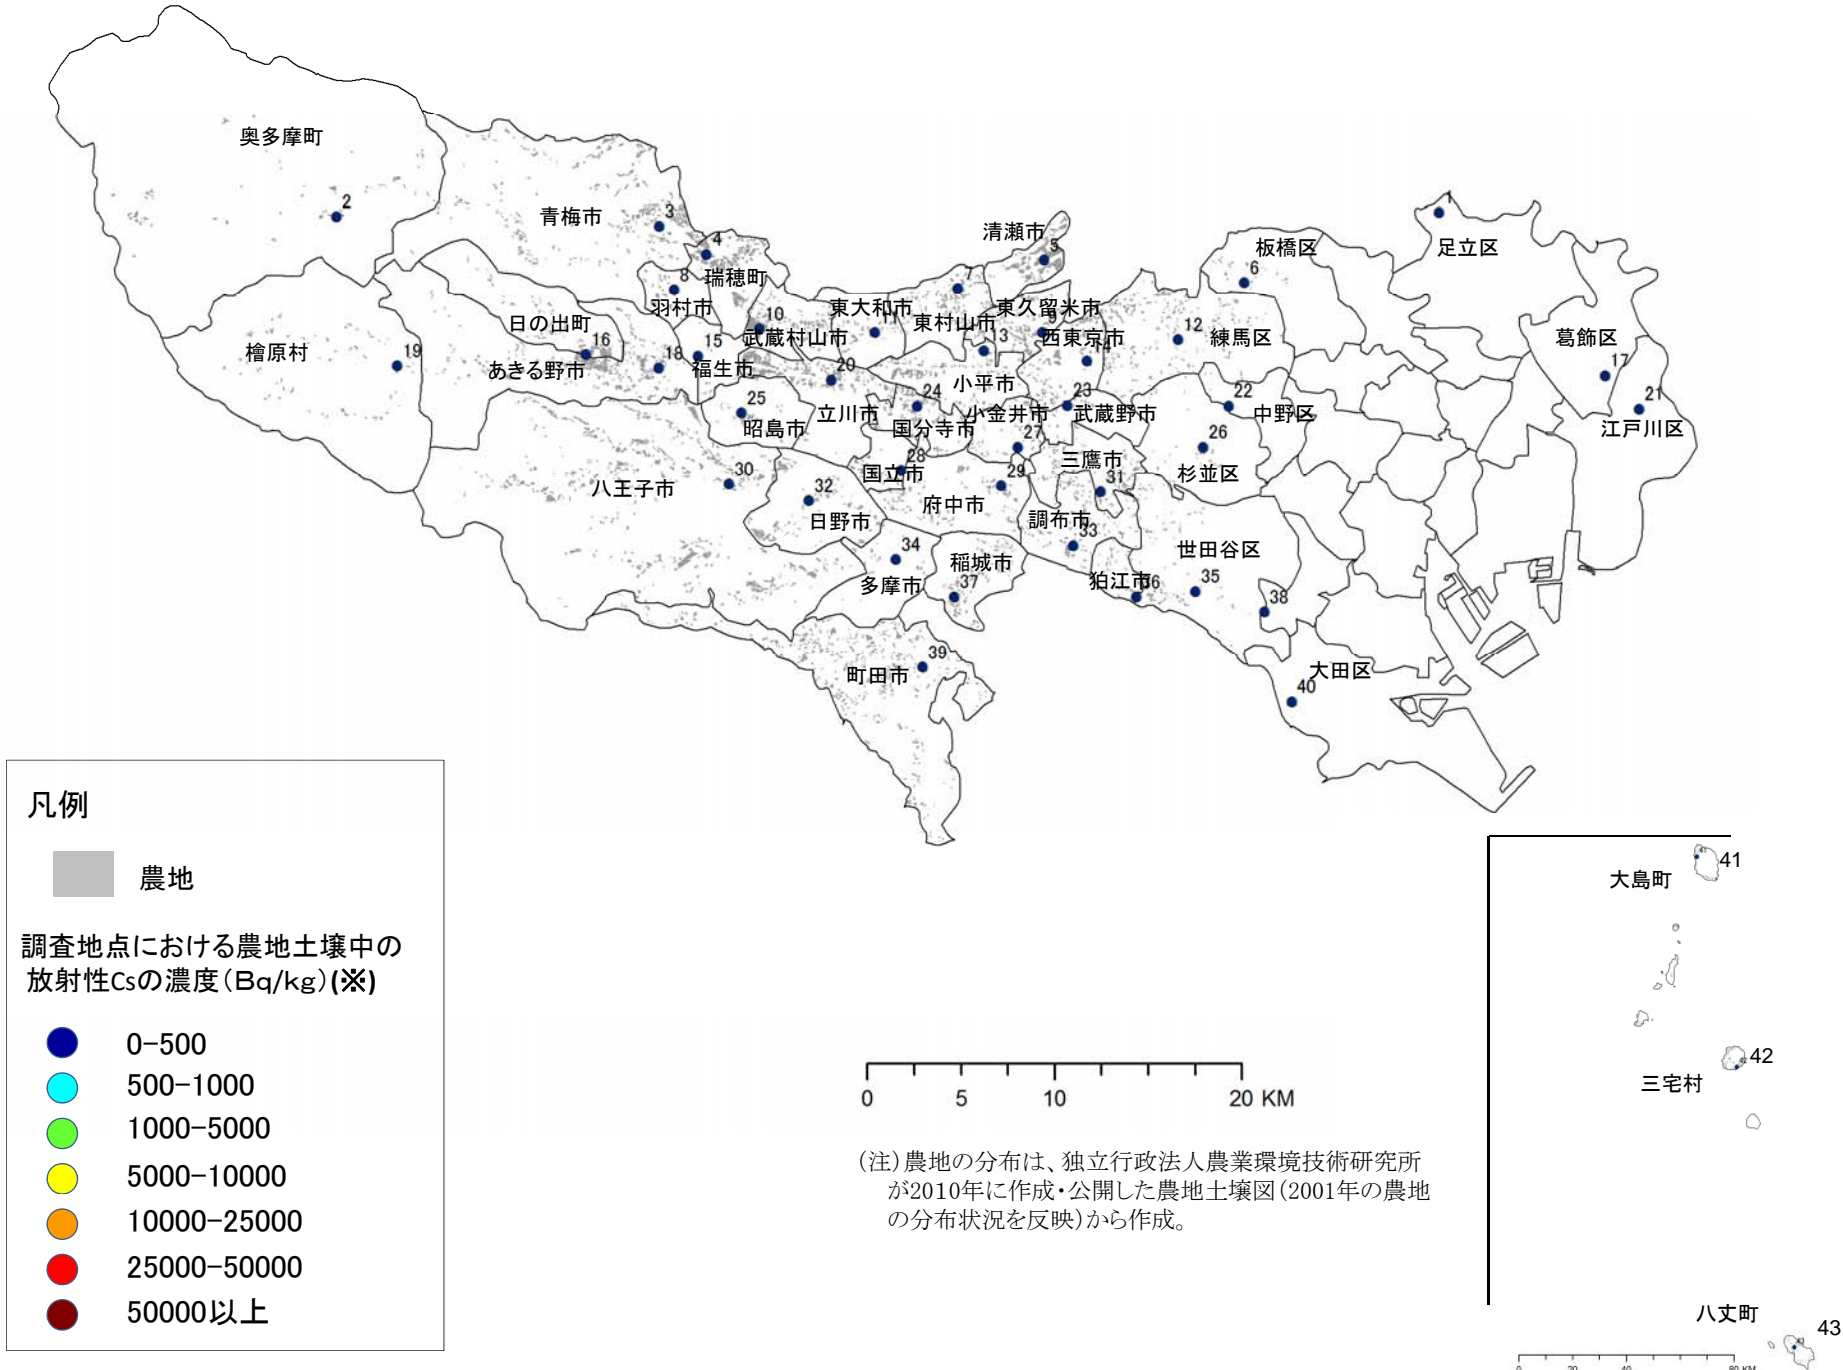 1
奥多摩町
2
青梅市
3
清瀬市
板橋区
足立区
4
5
6
瑞穂町
7
8
羽村市
東大和市
東久留米市
日の出町
10
東村山市
9
武蔵村山市
11
西東京市
12
練馬区
葛飾区
檜原村
19
16
15
13
14
17
あきる野市
18
福生市
20
小平市
21
25
24
23
22
立川市
小金井市
武蔵野市
中野区
昭島市
国分寺市
江戸川区
27
26
28
三鷹市
30
国立市
29
31
杉並区
八王子市
32
府中市
日野市
調布市
33
34
世田谷区
稲城市
多摩市
37
狛江市
36
35
38
39
町田市
大田区
40
凡例
農地
調査地点における農地土壌中の
放射性Csの濃度(Bq/kg)(※)
0-500
500-1000
1000-5000
5000-10000
10000-25000
25000-50000
50000以上
0 5 10 20 KM
(注)農地の分布は、独立行政法人農業環境技術研究所
が2010年に作成・公開した農地土壌図(2001年の農地
の分布状況を反映)から作成。
41
41
大島町
42
42
三宅村
八丈町
43
43
0 20 40 80 KM